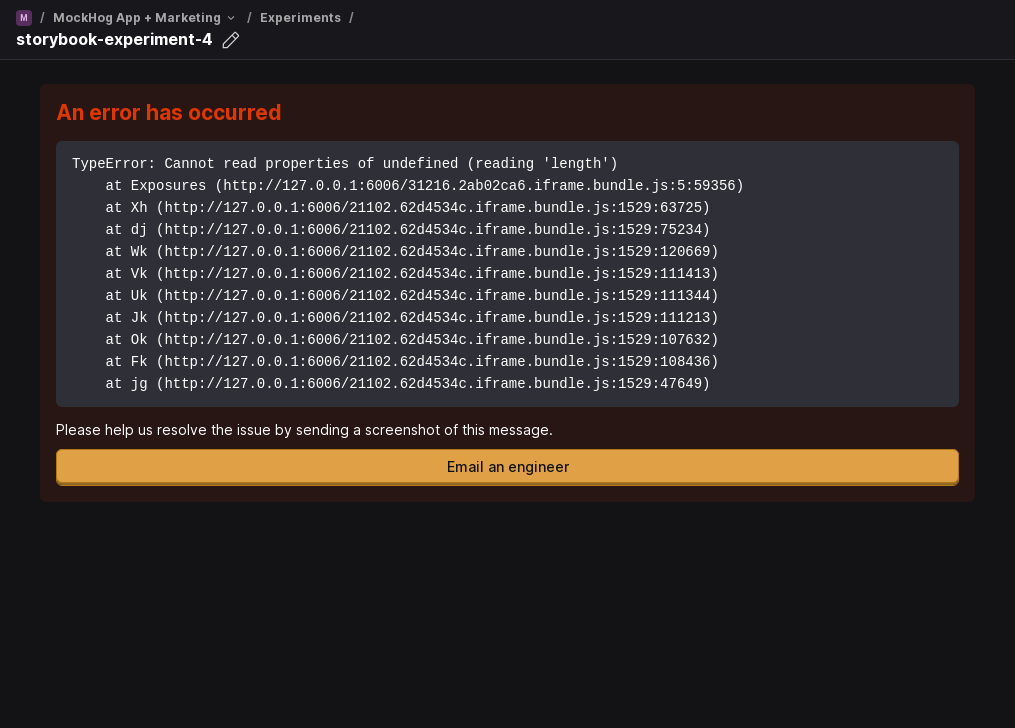 M / MockHog App + Marketing / Experiments /
storybook-experiment-4
An error has occurred
TypeError: Cannot read properties of undefined (reading 'length')
    at Exposures (http://127.0.0.1:6006/31216.2ab02ca6.iframe.bundle.js:5:59356)
    at Xh (http://127.0.0.1:6006/21102.62d4534c.iframe.bundle.js:1529:63725)
    at dj (http://127.0.0.1:6006/21102.62d4534c.iframe.bundle.js:1529:75234)
    at Wk (http://127.0.0.1:6006/21102.62d4534c.iframe.bundle.js:1529:120669)
    at Vk (http://127.0.0.1:6006/21102.62d4534c.iframe.bundle.js:1529:111413)
    at Uk (http://127.0.0.1:6006/21102.62d4534c.iframe.bundle.js:1529:111344)
    at Jk (http://127.0.0.1:6006/21102.62d4534c.iframe.bundle.js:1529:111213)
    at Ok (http://127.0.0.1:6006/21102.62d4534c.iframe.bundle.js:1529:107632)
    at Fk (http://127.0.0.1:6006/21102.62d4534c.iframe.bundle.js:1529:108436)
    at jg (http://127.0.0.1:6006/21102.62d4534c.iframe.bundle.js:1529:47649)
Please help us resolve the issue by sending a screenshot of this message.
Email an engineer